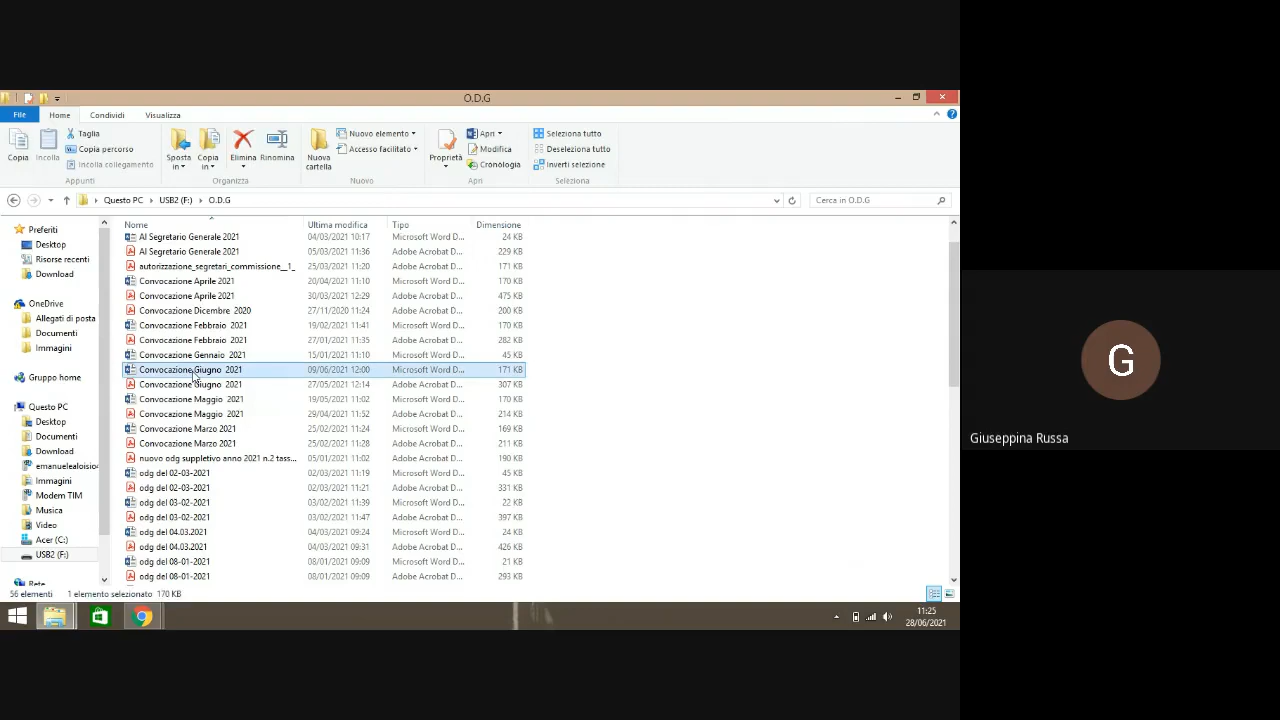 O.D.G
File Home Condividi Visualizza
Copia
Incolla
Taglia
Copia percorso
Incolla collegamento
Appunti
Sposta in
Copia in
Elimina
Rinomina
Organizza
Nuova cartella
Nuovo elemento
Accesso facilitato
Nuovo
Proprietà
Apri
Modifica
Cronologia
Apri
Seleziona tutto
Deseleziona tutto
Inverti selezione
Seleziona
Questo PC USB2 (F:) O.D.G
Cerca in O.D.G
Preferiti
Desktop
Risorse recenti
Download
OneDrive
Allegati di posta
Documenti
Immagini
Gruppo home
Questo PC
Desktop
Documenti
Download
emanuelealoisio
Immagini
Modem TIM
Musica
Video
Acer (C:)
USB2 (F:)
Rete
Nome Ultima modifica Tipo Dimensione
Al Segretario Generale 2021 04/03/2021 10:17 Microsoft Word D... 24 KB
Al Segretario Generale 2021 05/03/2021 11:36 Adobe Acrobat D... 229 KB
autorizzazione_segretari_commissione__1_ 25/03/2021 11:20 Adobe Acrobat D... 171 KB
Convocazione Aprile 2021 20/04/2021 11:10 Microsoft Word D... 170 KB
Convocazione Aprile 2021 30/03/2021 12:29 Adobe Acrobat D... 475 KB
Convocazione Dicembre 2020 27/11/2020 11:24 Adobe Acrobat D... 200 KB
Convocazione Febbraio 2021 19/02/2021 11:41 Microsoft Word D... 170 KB
Convocazione Febbraio 2021 27/01/2021 11:35 Adobe Acrobat D... 282 KB
Convocazione Gennaio 2021 15/01/2021 11:10 Microsoft Word D... 45 KB
Convocazione Giugno 2021 09/06/2021 12:00 Microsoft Word D... 171 KB
Convocazione Giugno 2021 27/05/2021 12:14 Adobe Acrobat D... 307 KB
Convocazione Maggio 2021 19/05/2021 11:02 Microsoft Word D... 170 KB
Convocazione Maggio 2021 29/04/2021 11:52 Adobe Acrobat D... 214 KB
Convocazione Marzo 2021 25/02/2021 11:24 Microsoft Word D... 169 KB
Convocazione Marzo 2021 25/02/2021 11:28 Adobe Acrobat D... 211 KB
nuovo odg suppletivo anno 2021 n.2 tass... 05/01/2021 11:02 Adobe Acrobat D... 190 KB
odg del 02-03-2021 02/03/2021 11:19 Microsoft Word D... 45 KB
odg del 02-03-2021 02/03/2021 11:21 Adobe Acrobat D... 331 KB
odg del 03-02-2021 03/02/2021 11:39 Microsoft Word D... 22 KB
odg del 03-02-2021 03/02/2021 11:47 Adobe Acrobat D... 397 KB
odg del 04.03.2021 04/03/2021 09:24 Microsoft Word D... 24 KB
odg del 04.03.2021 04/03/2021 09:31 Adobe Acrobat D... 426 KB
odg del 08-01-2021 08/01/2021 09:09 Microsoft Word D... 21 KB
odg del 08-01-2021 08/01/2021 09:09 Adobe Acrobat D... 293 KB
56 elementi 1 elemento selezionato 170 KB
11:25
28/06/2021
G
Giuseppina Russa